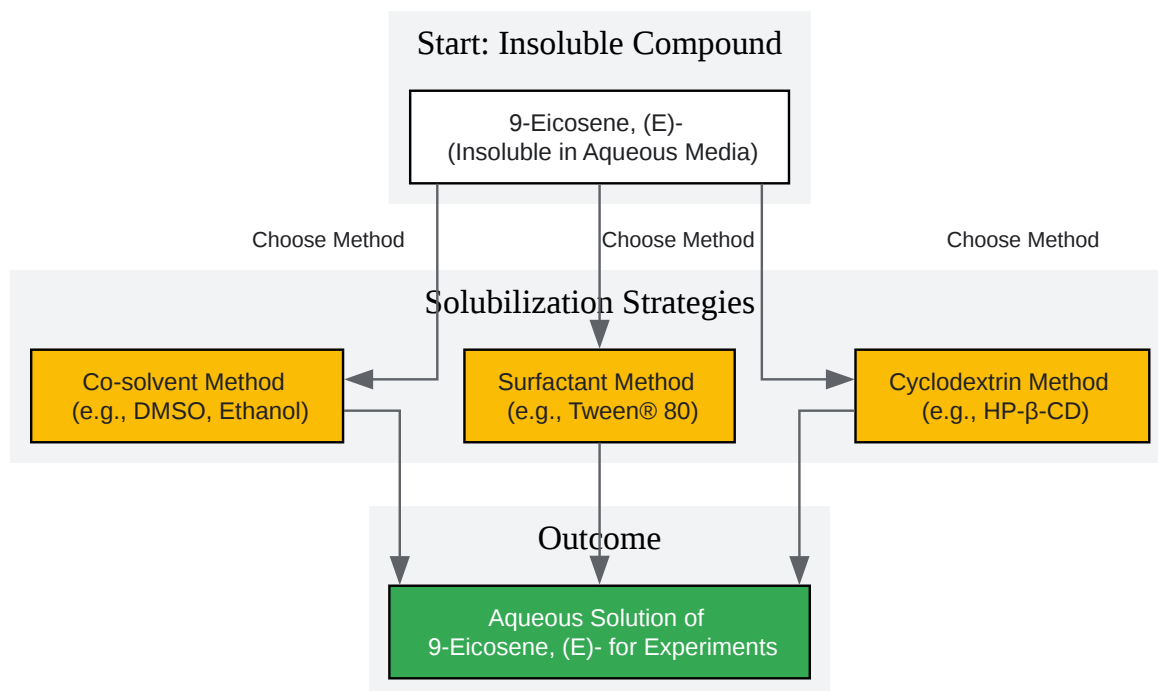 Start: Insoluble Compound
9-Eicosene, (E)-
(Insoluble in Aqueous Media)
Choose Method
Choose Method
Choose Method
Solubilization Strategies
Co-solvent Method
(e.g., DMSO, Ethanol)
Surfactant Method
(e.g., Tween® 80)
Cyclodextrin Method
(e.g., HP-β-CD)
Outcome
Aqueous Solution of
9-Eicosene, (E)- for Experiments